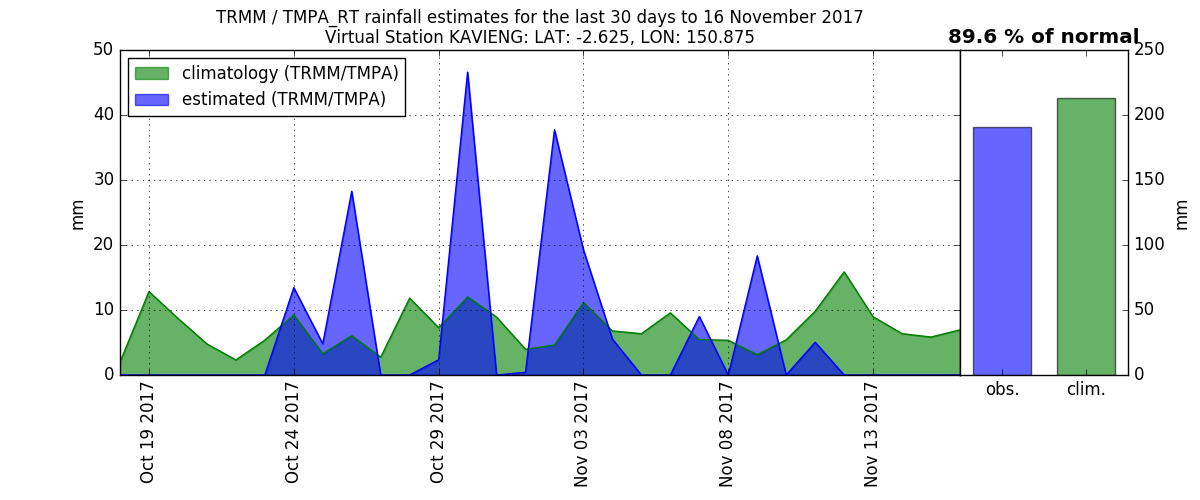 TRMM / TMPA_RT rainfall estimates for the last 30 days to 16 November 2017
Virtual Station KAVIENG: LAT: -2.625, LON: 150.875
89.6 % of normal
climatology (TRMM/TMPA)
estimated (TRMM/TMPA)
50
40
30
20
10
0
mm
Oct 19 2017
Oct 24 2017
Oct 29 2017
Nov 03 2017
Nov 08 2017
Nov 13 2017
obs.
clim.
250
200
150
100
50
0
mm